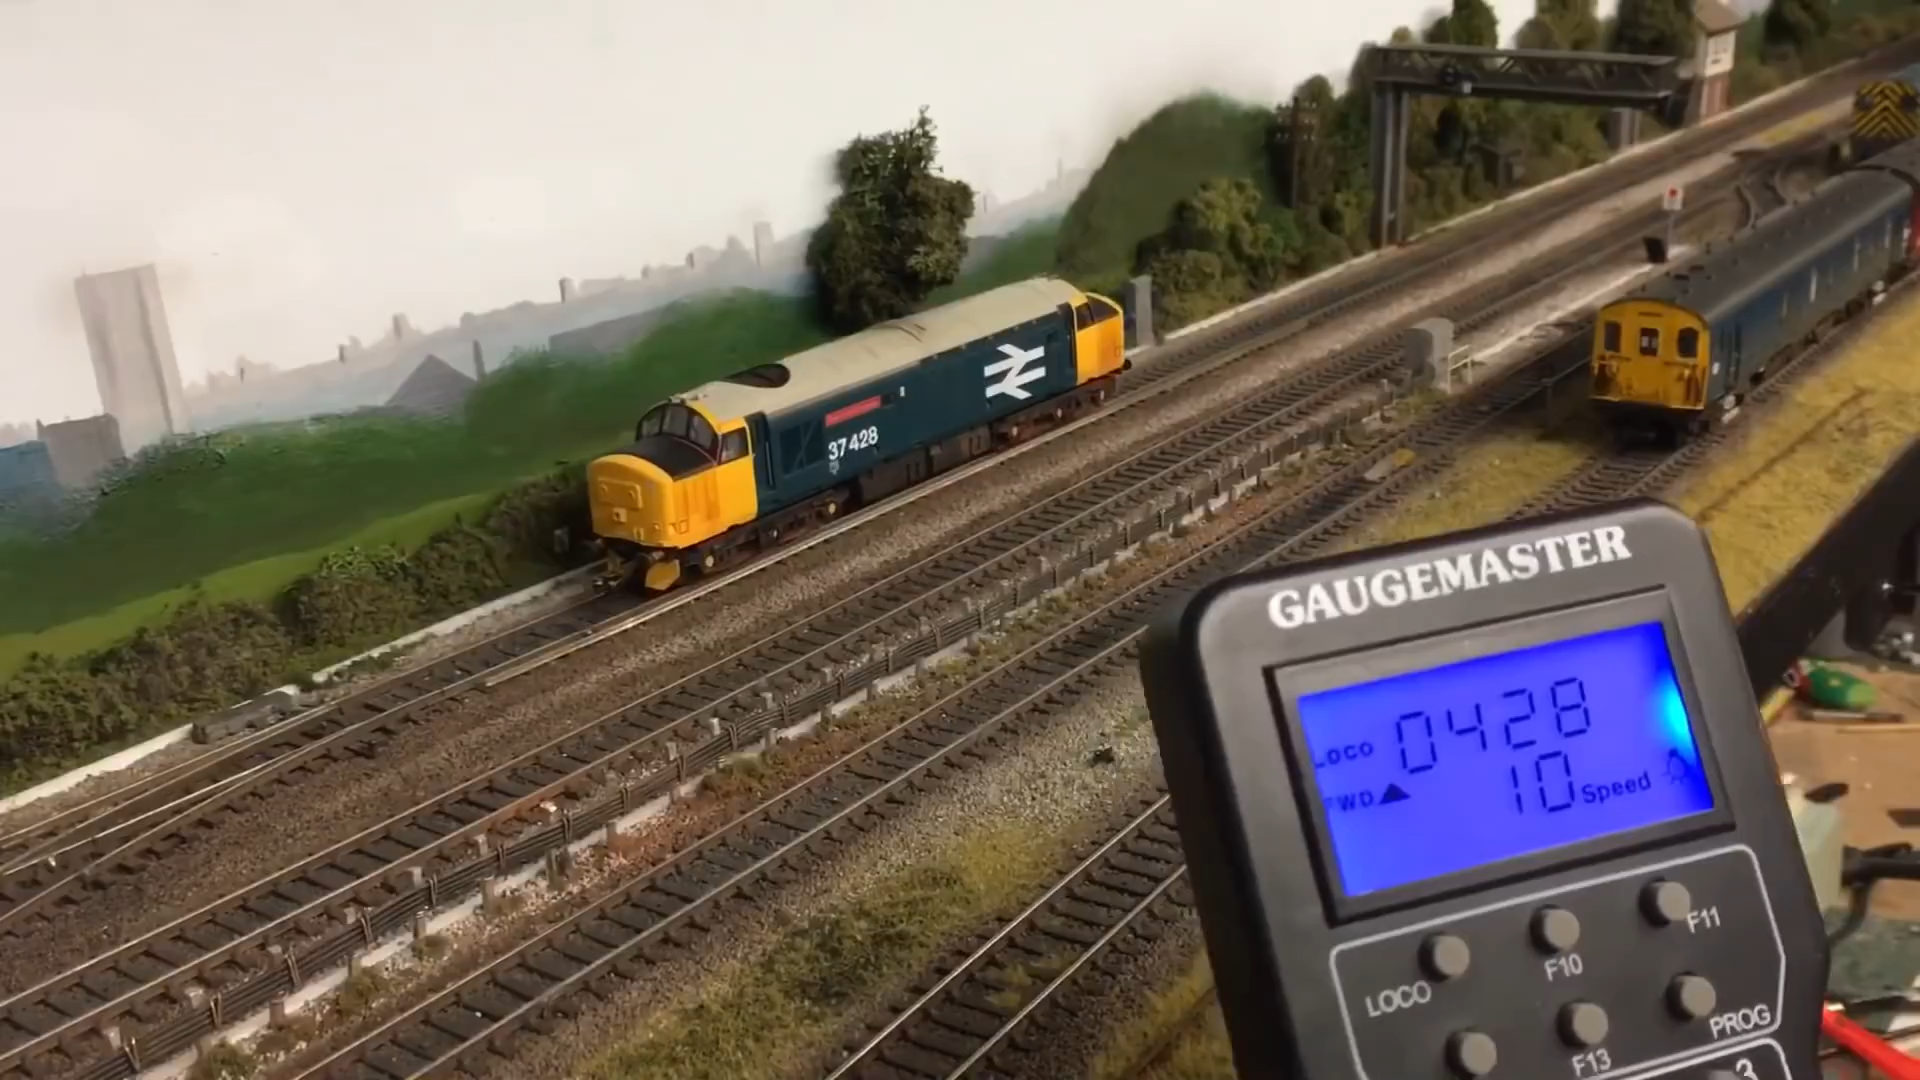 37428
GAUGEMASTER
Loco 0428
FWD 10 Speed
F11
F10
LOCO
PROG
F13
3